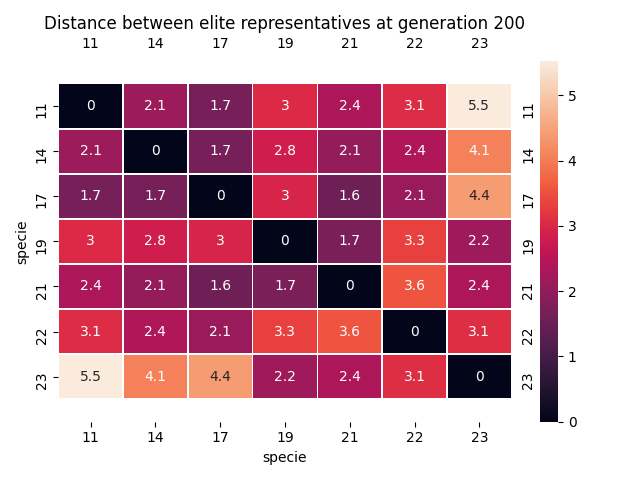 Distance between elite representatives at generation 200
11 14 17 19 21 22 23
11 0 2.1 1.7 3 2.4 3.1 5.5 11
14 2.1 0 1.7 2.8 2.1 2.4 4.1 14
17 1.7 1.7 0 3 1.6 2.1 4.4 17
19 3 2.8 3 0 1.7 3.3 2.2 19
21 2.4 2.1 1.6 1.7 0 3.6 2.4 21
22 3.1 2.4 2.1 3.3 3.6 0 3.1 22
23 5.5 4.1 4.4 2.2 2.4 3.1 0 23
11 14 17 19 21 22 23
specie
specie
5
4
3
2
1
0